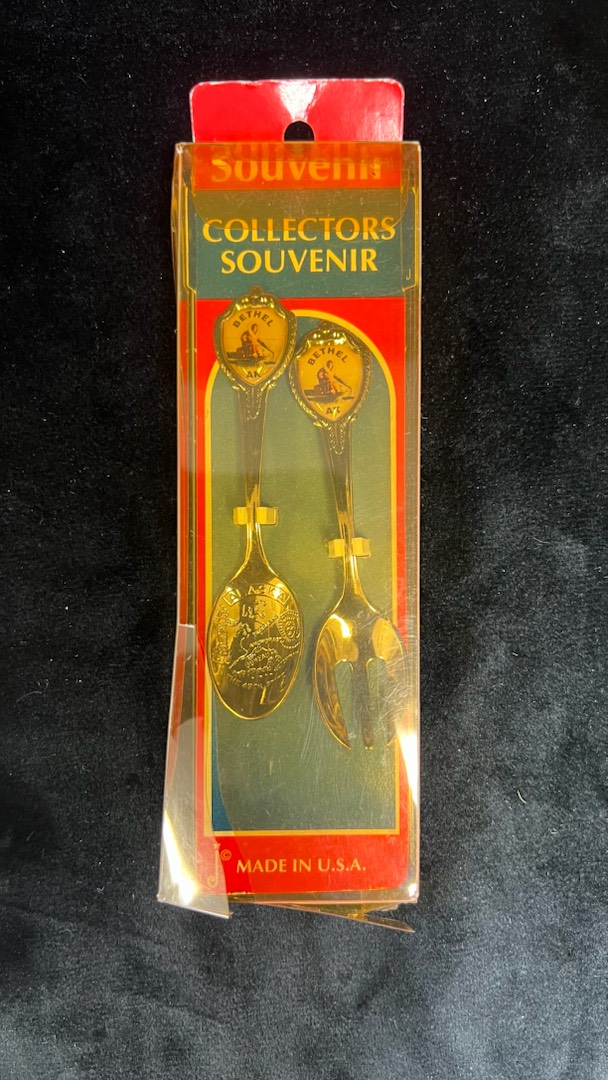 Souvenir
COLLECTORS
SOUVENIR
BETHEL
AK
BETHEL
AK
ALASKA
MADE IN U.S.A.